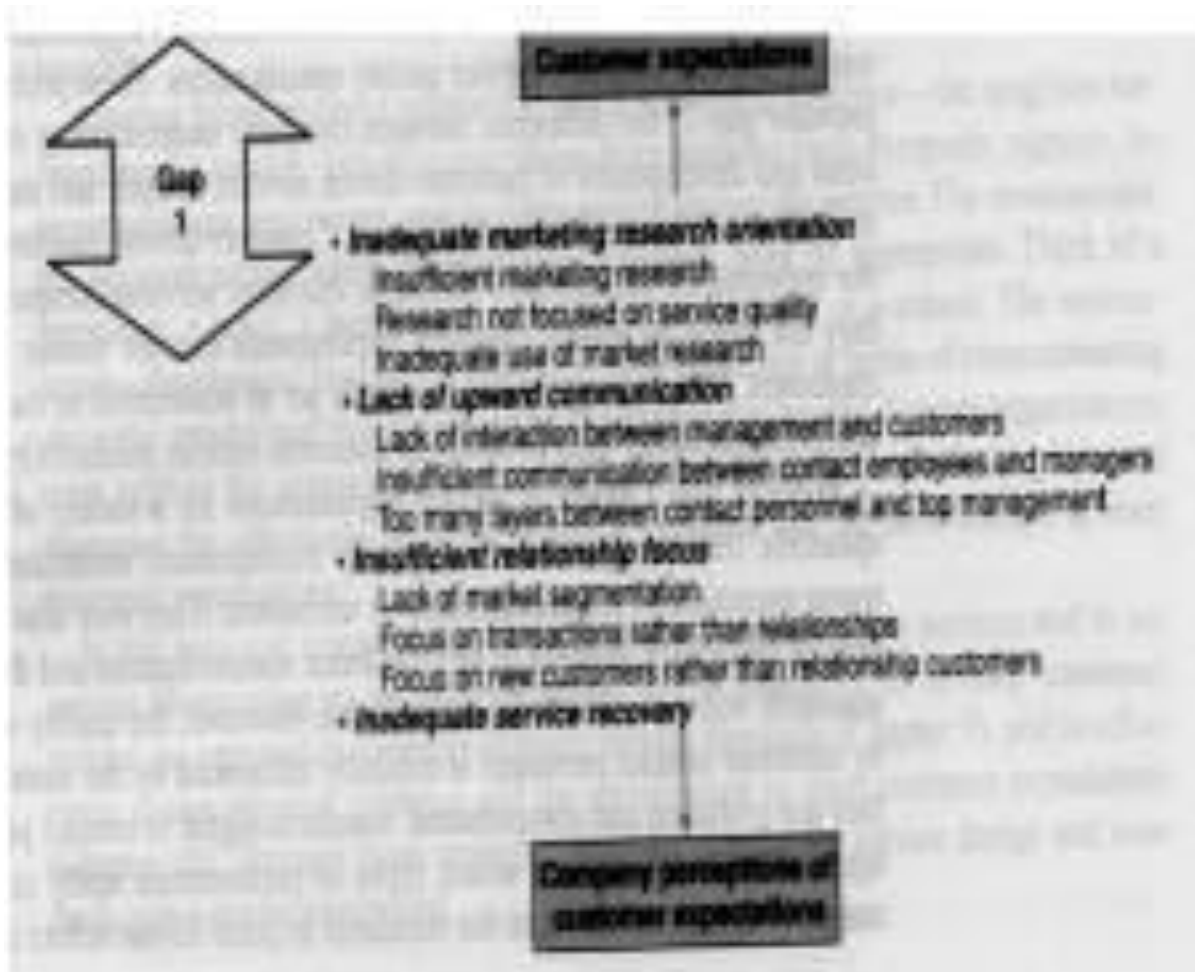 Customer expectations
Gap
1
• Inadequate marketing research orientation
Insufficient marketing research
Research not focused on service quality
Inadequate use of market research
• Lack of upward communication
Lack of interaction between management and customers
Insufficient communication between contact employees and managers
Too many layers between contact personnel and top management
• Insufficient relationship focus
Lack of market segmentation
Focus on transactions rather than relationships
Focus on new customers rather than relationship customers
• Inadequate service recovery
Company perceptions of
customer expectations